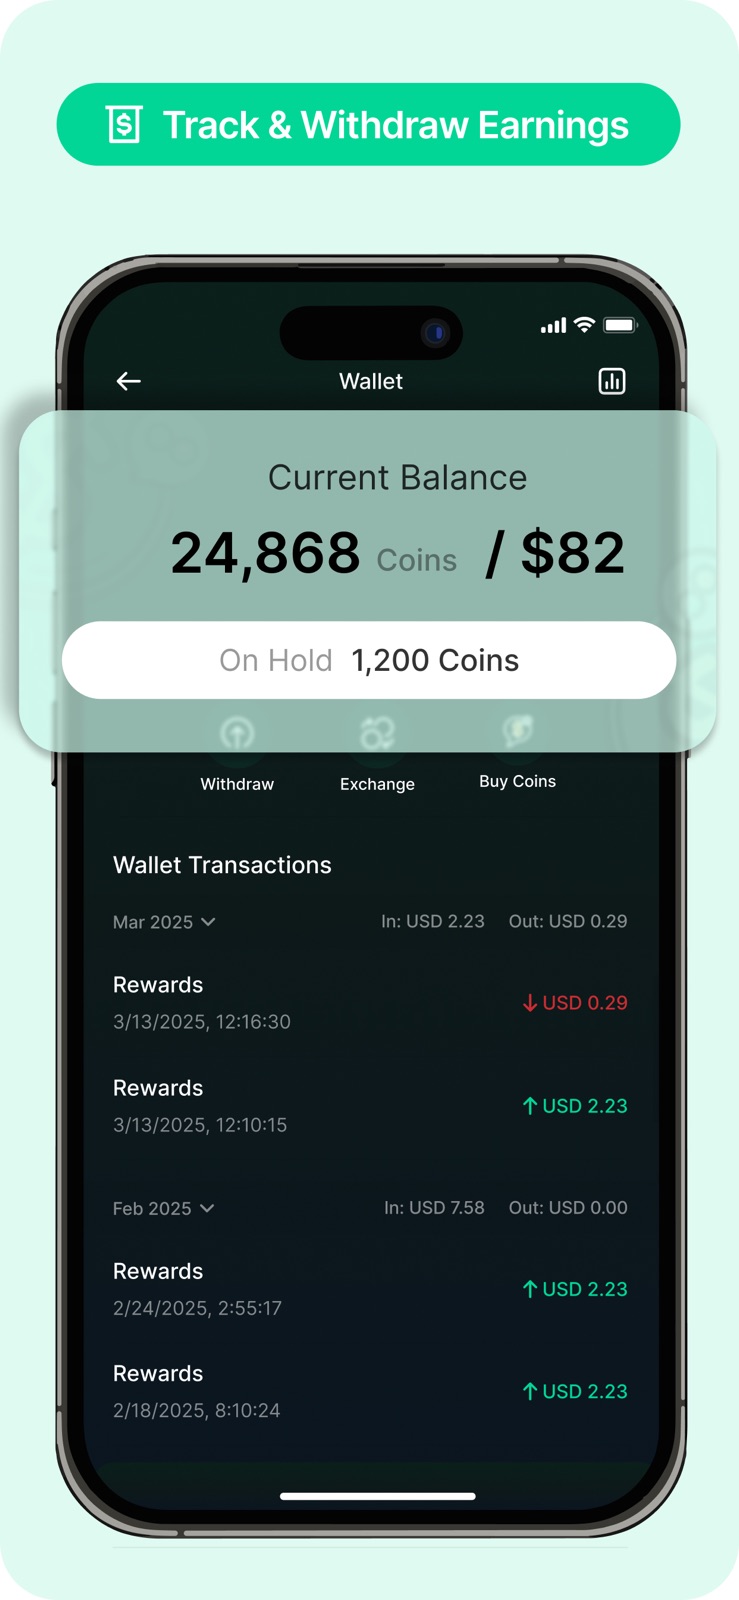 Track & Withdraw Earnings
Wallet
Current Balance
24,868 Coins / $82
On Hold 1,200 Coins
Withdraw Exchange Buy Coins
Wallet Transactions
Mar 2025 In: USD 2.23 Out: USD 0.29
Rewards
3/13/2025, 12:16:30 USD 0.29
Rewards
3/13/2025, 12:10:15 USD 2.23
Feb 2025 In: USD 7.58 Out: USD 0.00
Rewards
2/24/2025, 2:55:17 USD 2.23
Rewards
2/18/2025, 8:10:24 USD 2.23